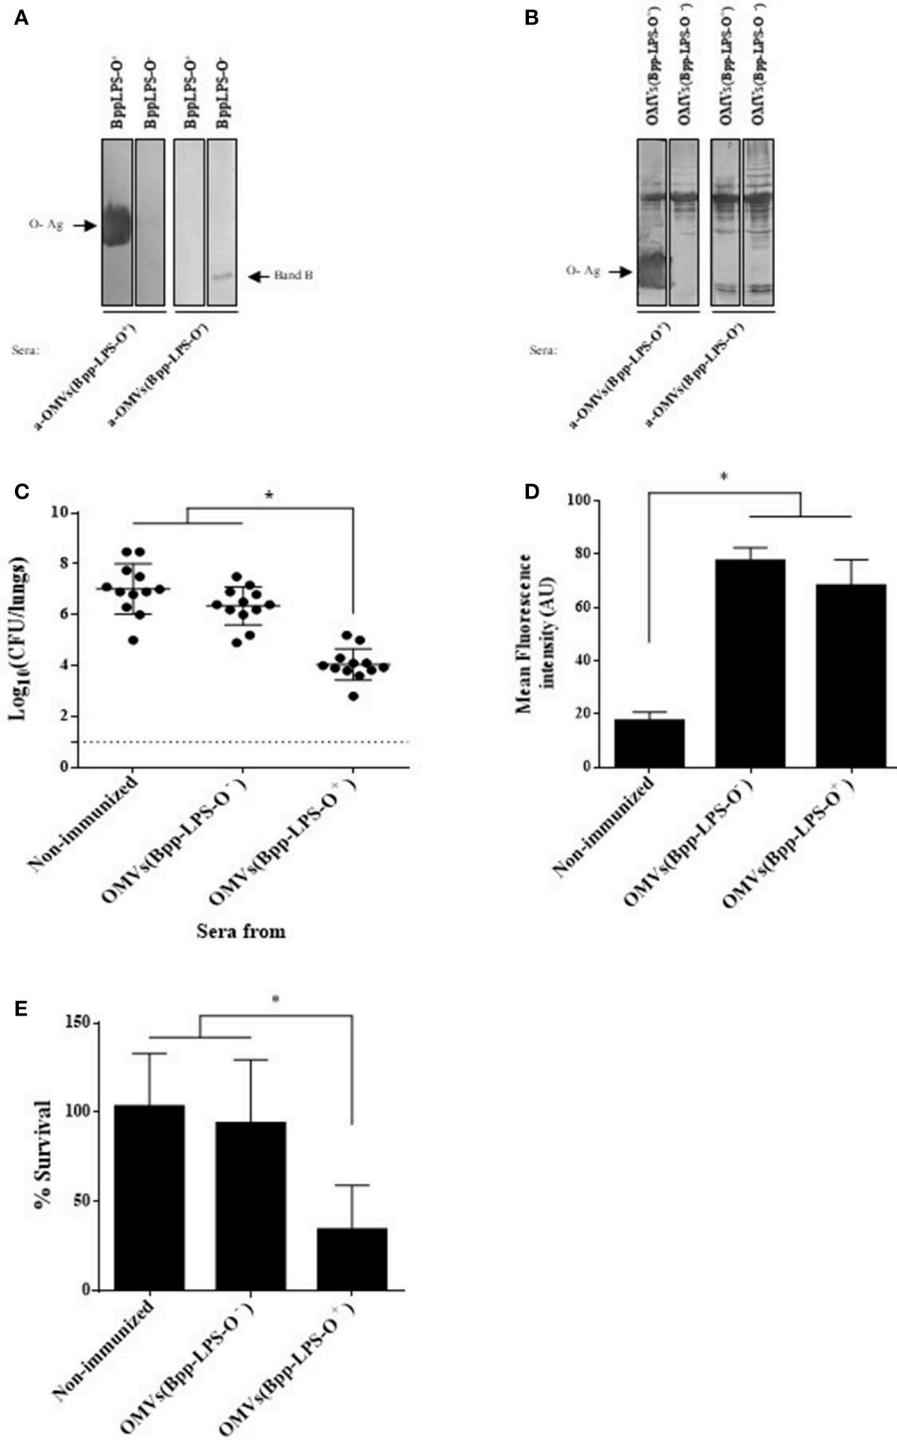 A
BppLPS-O+
BppLPS-O-
BppLPS-O+
BppLPS-O-
O- Ag
Band B
Sera:
a-OMVs(Bpp-LPS-O+)
a-OMVs(Bpp-LPS-O-)
B
OMVs(Bpp-LPS-O+)
OMVs(Bpp-LPS-O-)
OMVs(Bpp-LPS-O+)
OMVs(Bpp-LPS-O-)
O- Ag
Sera:
a-OMVs(Bpp-LPS-O+)
a-OMVs(Bpp-LPS-O-)
C
Log10(CFU/lungs)
10
8
6
4
2
0
*
Non-immunized
OMVs(Bpp-LPS-O-)
OMVs(Bpp-LPS-O+)
Sera from
D
Mean Fluorescence
intensity (AU)
100
80
60
40
20
0
*
Non-immunized
OMVs(Bpp-LPS-O-)
OMVs(Bpp-LPS-O+)
E
% Survival
150
100
50
0
*
Non-immunized
OMVs(Bpp-LPS-O-)
OMVs(Bpp-LPS-O+)